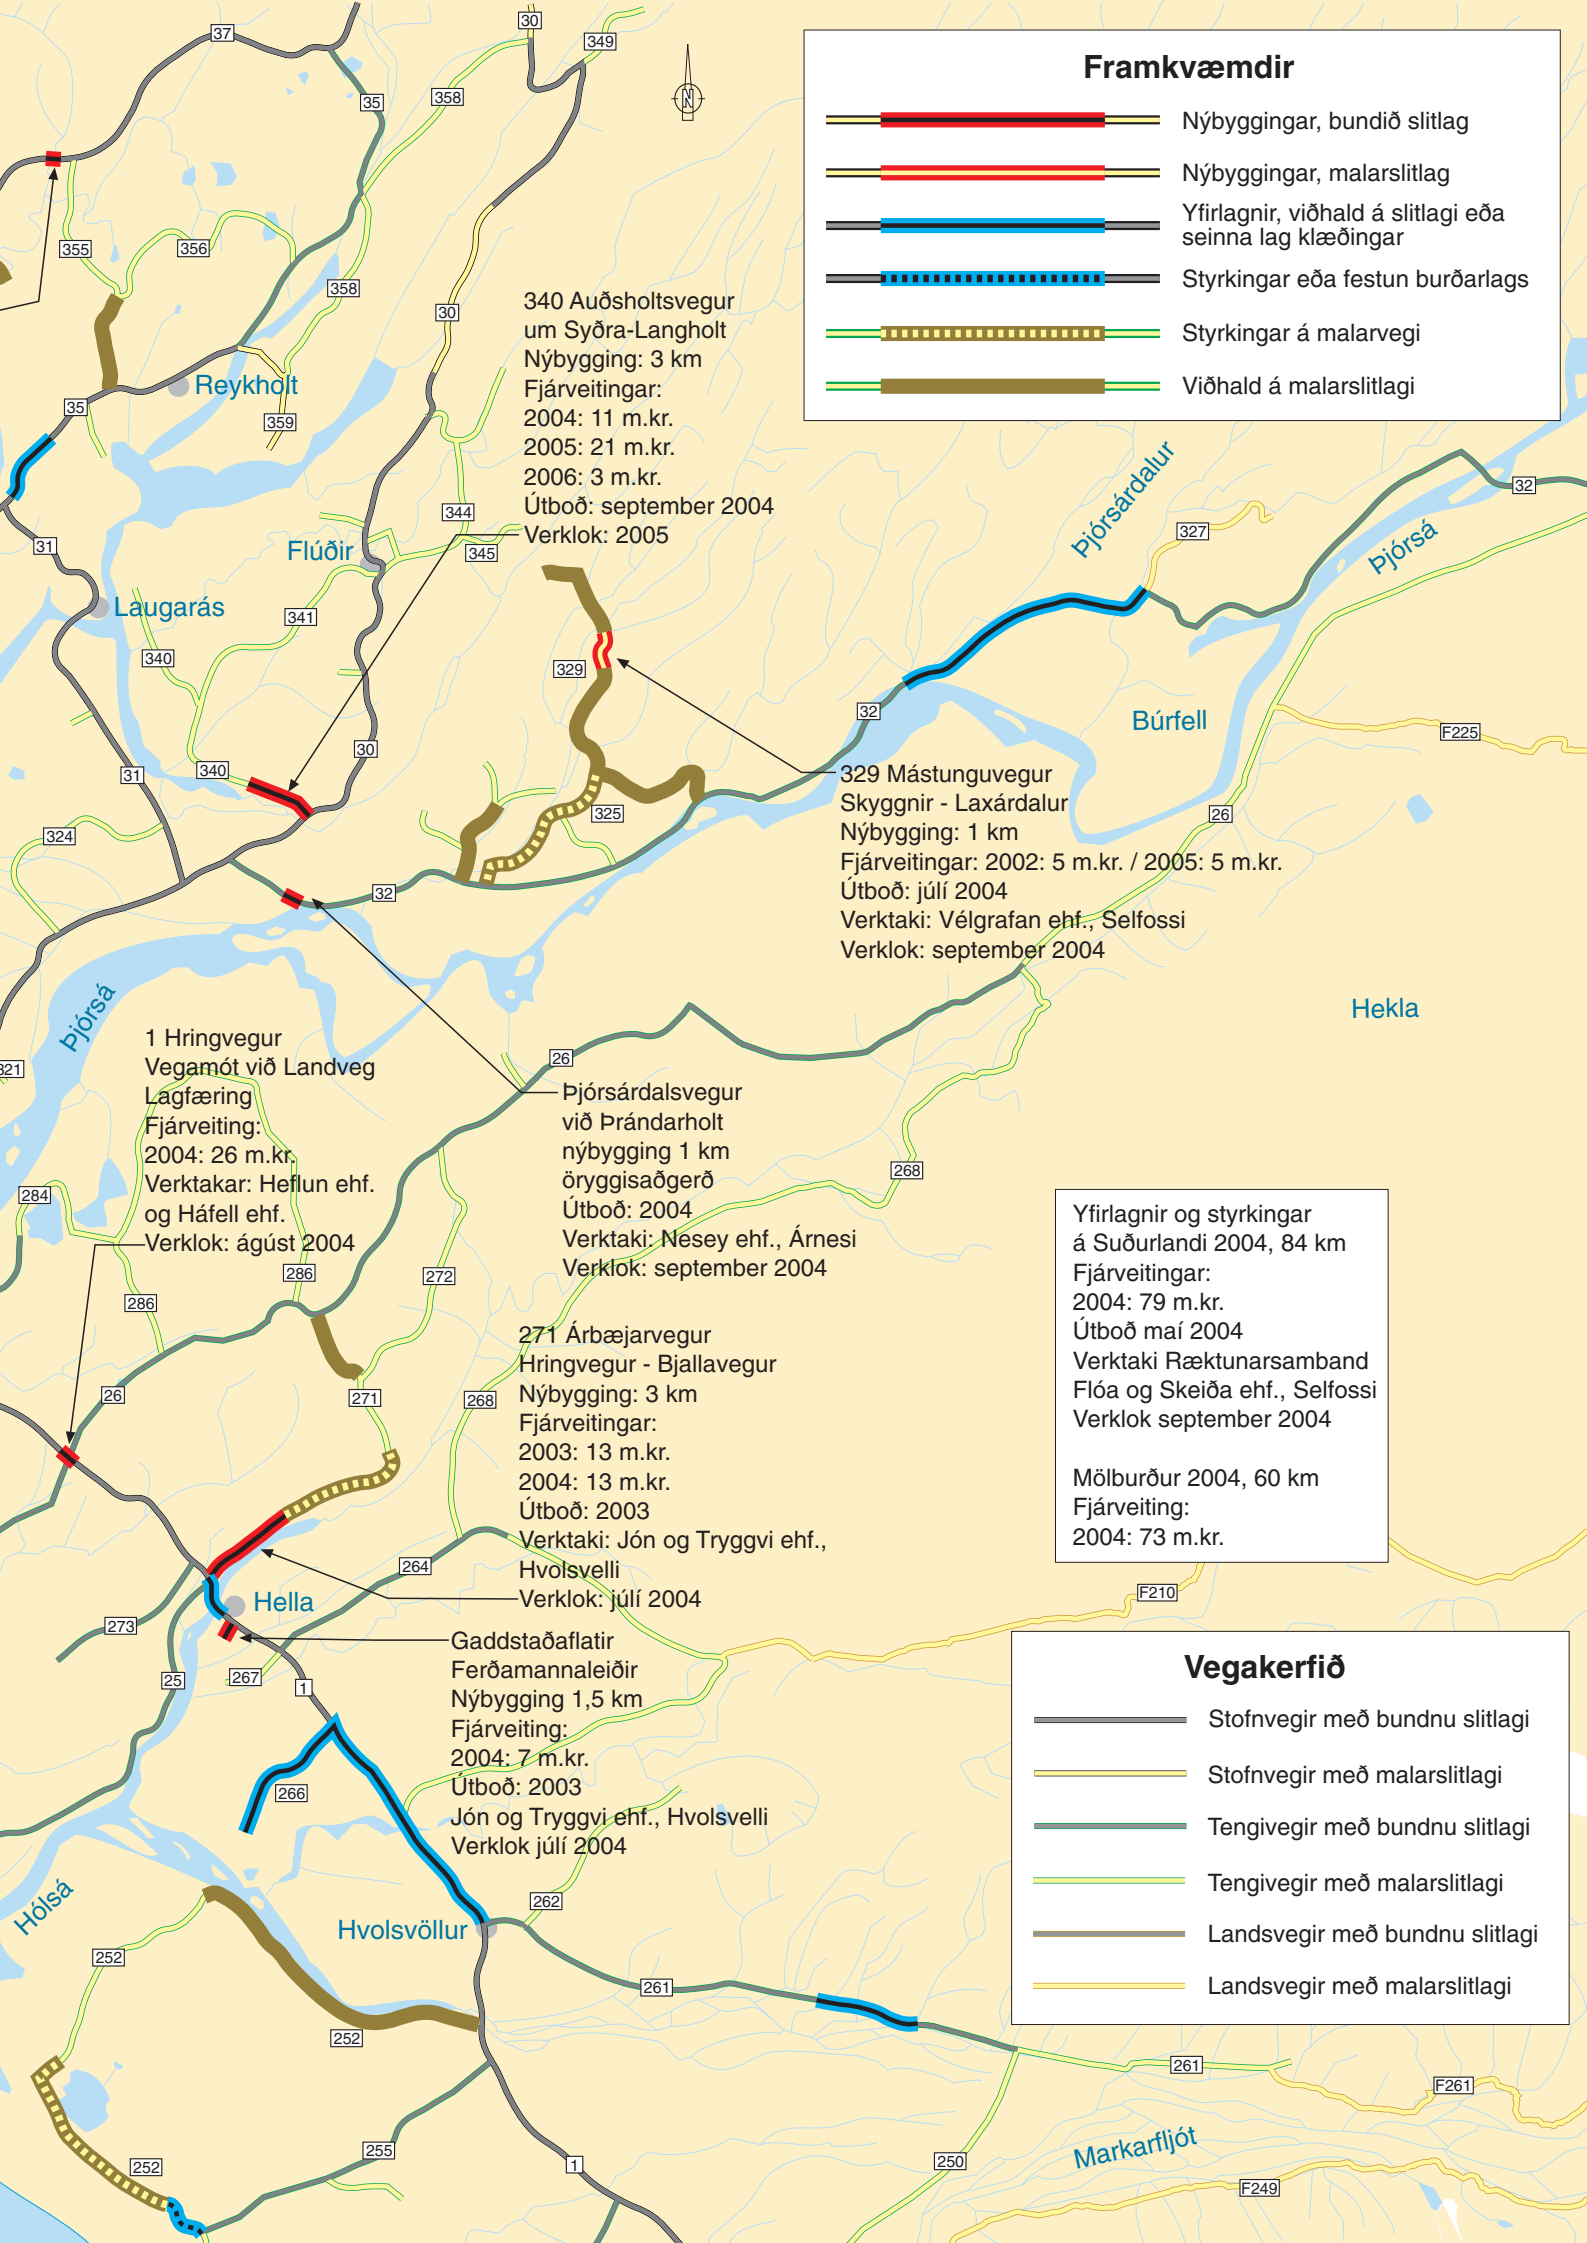 Framkvæmdir
Nýbyggingar, bundið slitlag
Nýbyggingar, malarslitlag
Yfirlagnir, viðhald á slitlagi eða
seinna lag klæðingar
Styrkingar eða festun burðarlags
Styrkingar á malarvegi
Viðhald á malarslitlagi
37
30
349
35
358
N
355
356
358
30
340 Auðsholtsvegur
um Syðra-Langholt
Nýbygging: 3 km
Fjárveitingar:
2004: 11 m.kr.
2005: 21 m.kr.
2006: 3 m.kr.
Útboð: september 2004
Verklok: 2005
Reykholt
35
359
344
345
31
Flúðir
Laugarás
341
340
329
Þjórsárdalur
327
Þjórsá
32
32
Búrfell
F225
30
340
31
324
325
26
32
329 Mástunguvegur
Skyggnir - Laxárdalur
Nýbygging: 1 km
Fjárveitingar: 2002: 5 m.kr. / 2005: 5 m.kr.
Útboð: júlí 2004
Verktaki: Vélgrafan ehf., Selfossi
Verklok: september 2004
Hekla
Þjórsá
321
1 Hringvegur
Vegamót við Landveg
Lagfæring
Fjárveiting:
2004: 26 m.kr.
Verktakar: Heflun ehf.
og Háfell ehf.
Verklok: ágúst 2004
26
Þjórsárdalsvegur
við Þrándarholt
nýbygging 1 km
öryggisaðgerð
Útboð: 2004
Verktaki: Nesey ehf., Árnesi
Verklok: september 2004
268
284
286
286
272
Yfirlagnir og styrkingar
á Suðurlandi 2004, 84 km
Fjárveitingar:
2004: 79 m.kr.
Útboð maí 2004
Verktaki Ræktunarsamband
Flóa og Skeiða ehf., Selfossi
Verklok september 2004
Mölburður 2004, 60 km
Fjárveiting:
2004: 73 m.kr.
26
271
268
271 Árbæjarvegur
Hringvegur - Bjallavegur
Nýbygging: 3 km
Fjárveitingar:
2003: 13 m.kr.
2004: 13 m.kr.
Útboð: 2003
Verktaki: Jón og Tryggvi ehf.,
Hvolsvelli
Verklok: júlí 2004
264
F210
Hella
273
25
267
1
Gaddstaðaflatir
Ferðamannaleiðir
Nýbygging 1,5 km
Fjárveiting:
2004: 7 m.kr.
Útboð: 2003
Jón og Tryggvi ehf., Hvolsvelli
Verklok júlí 2004
266
Vegakerfið
Stofnvegir með bundnu slitlagi
Stofnvegir með malarslitlagi
Tengivegir með bundnu slitlagi
Tengivegir með malarslitlagi
Landsvegir með bundnu slitlagi
Landsvegir með malarslitlagi
Hólsá
Hvolsvöllur
262
252
261
252
261
F261
252
255
1
250
Markarfljót
F249